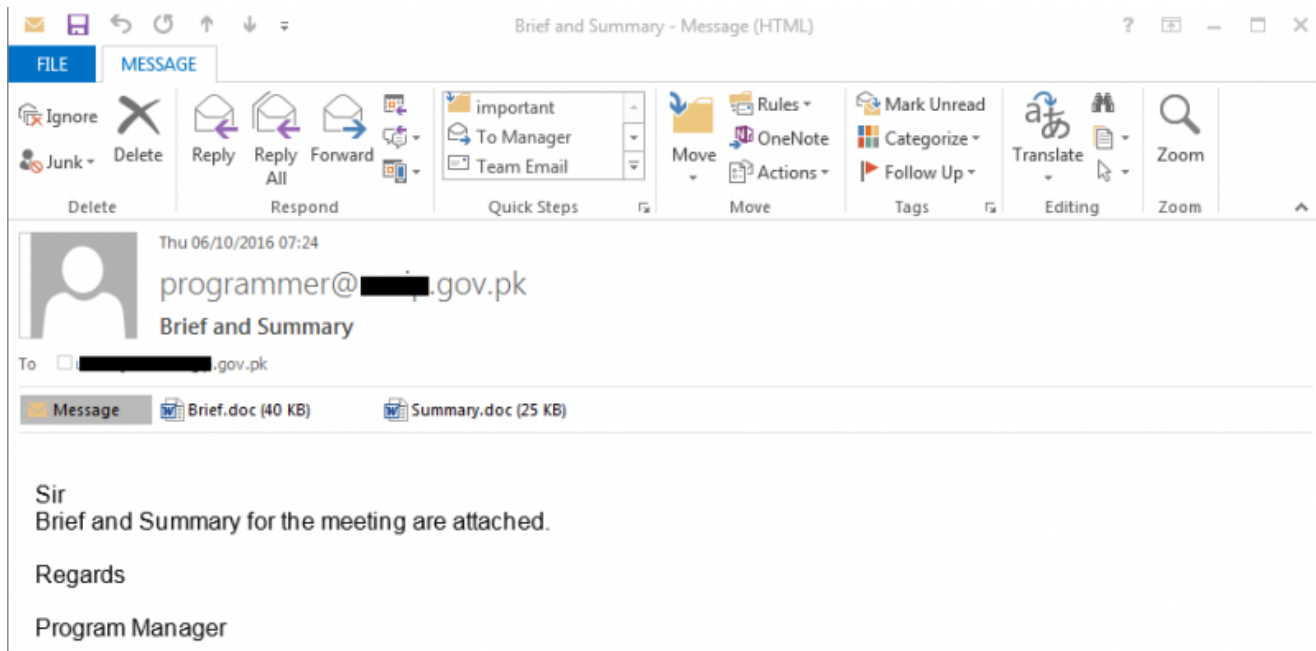 Brief and Summary - Message (HTML)
FILE MESSAGE
Ignore
Junk
Delete
Reply
Reply All
Forward
important
To Manager
Team Email
Move
Rules
OneNote
Actions
Mark Unread
Categorize
Follow Up
Translate
Zoom
Delete Respond Quick Steps Move Tags Editing Zoom
Thu 06/10/2016 07:24
programmer@ .gov.pk
Brief and Summary
To .gov.pk
Message Brief.doc (40 KB) Summary.doc (25 KB)
Sir
Brief and Summary for the meeting are attached.
Regards
Program Manager